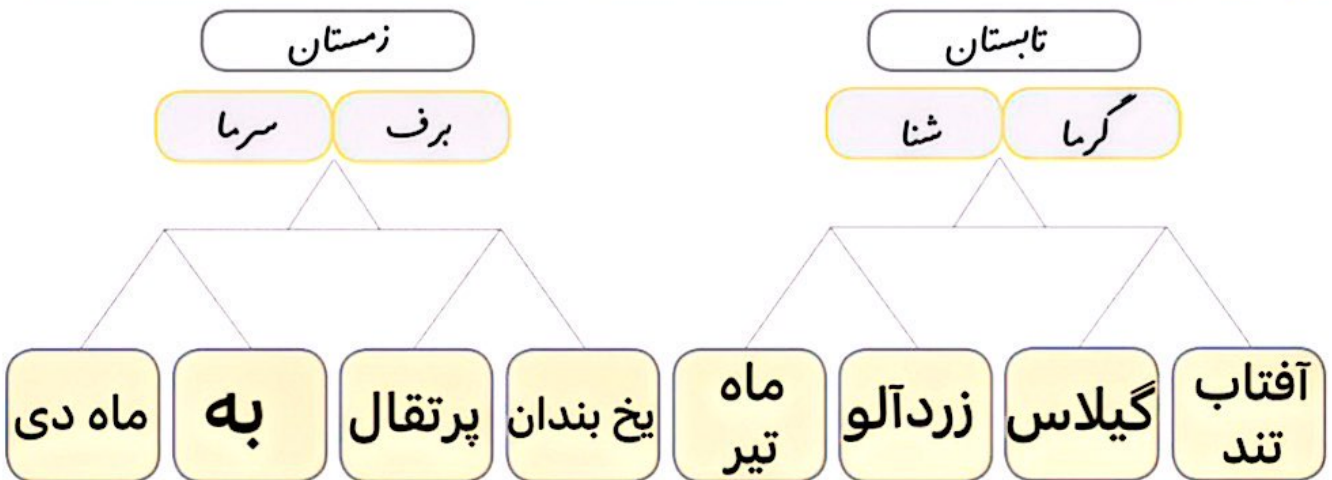 تابستان
زمستان
گرما
شنا
برف
سرما
آفتاب
تند
گیلاس
زردآلو
ماه
تیر
یخ بندان
پرتقال
به
ماه دی